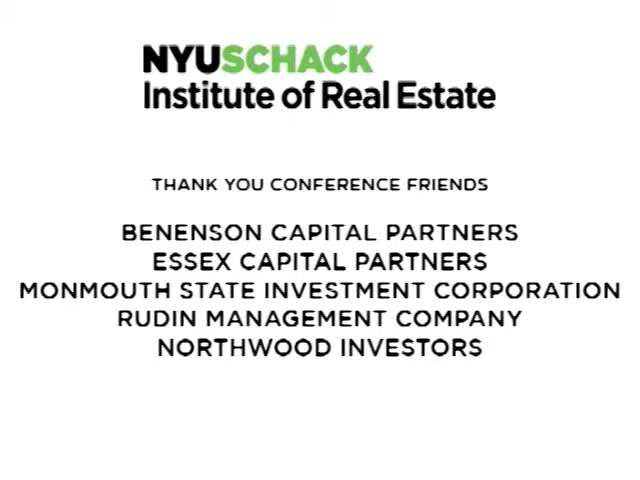 NYUSCHACK
Institute of Real Estate
THANK YOU CONFERENCE FRIENDS
BENENSON CAPITAL PARTNERS
ESSEX CAPITAL PARTNERS
MONMOUTH STATE INVESTMENT CORPORATION
RUDIN MANAGEMENT COMPANY
NORTHWOOD INVESTORS